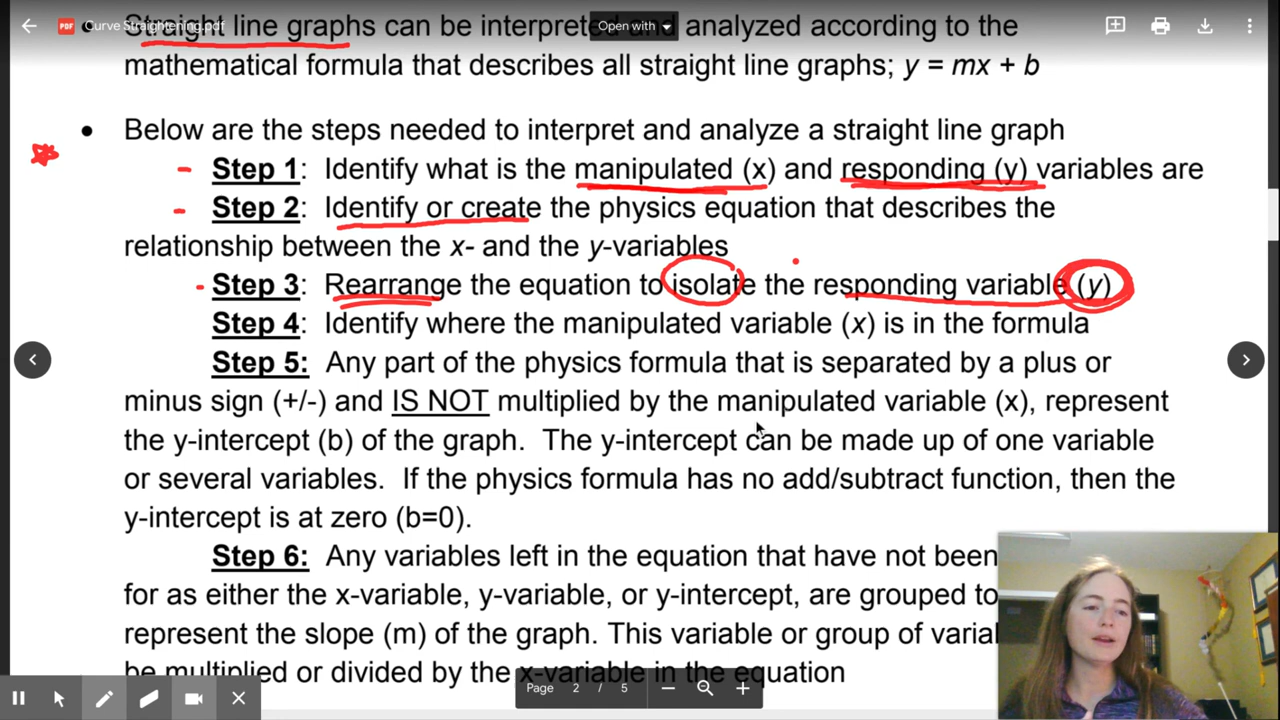 Curve Straightening.pdf
Open with
Straight line graphs can be interpreted and analyzed according to the
mathematical formula that describes all straight line graphs; y = mx + b
Below are the steps needed to interpret and analyze a straight line graph
Step 1: Identify what is the manipulated (x) and responding (y) variables are
Step 2: Identify or create the physics equation that describes the
relationship between the x- and the y-variables
Step 3: Rearrange the equation to isolate the responding variable (y)
Step 4: Identify where the manipulated variable (x) is in the formula
Step 5: Any part of the physics formula that is separated by a plus or
minus sign (+/-) and IS NOT multiplied by the manipulated variable (x), represent
the y-intercept (b) of the graph. The y-intercept can be made up of one variable
or several variables. If the physics formula has no add/subtract function, then the
y-intercept is at zero (b=0).
Step 6: Any variables left in the equation that have not been
for as either the x-variable, y-variable, or y-intercept, are grouped to
represent the slope (m) of the graph. This variable or group of varia
be multiplied or divided by the x-variable in the equation
Page 2 / 5